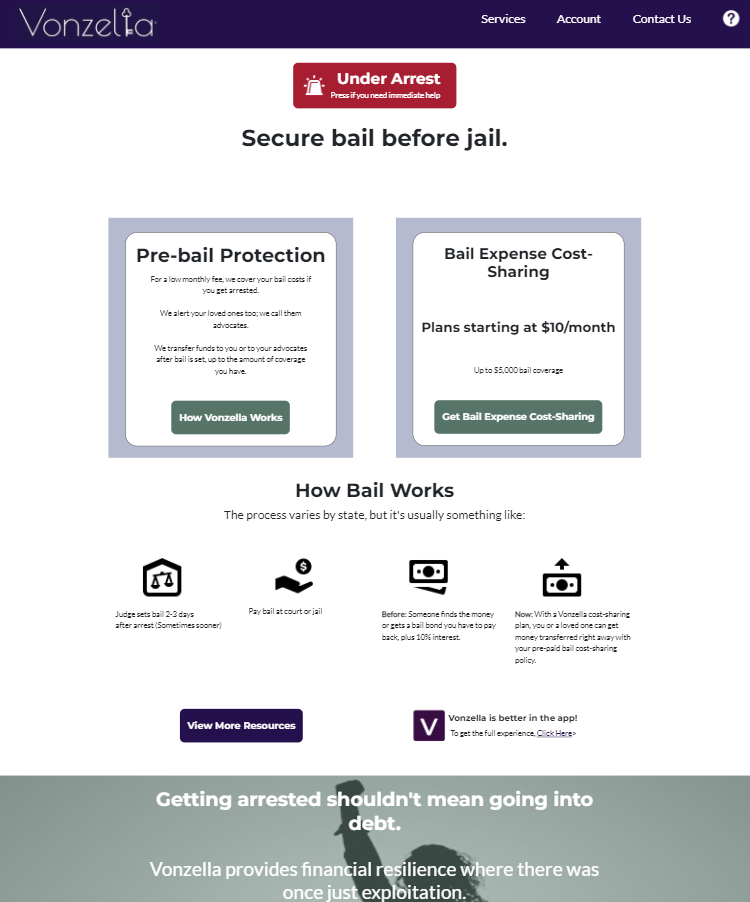 Vonzella
Services
Account
Contact Us
?
Under Arrest
Press if you need immediate help
Secure bail before jail.
Pre-bail Protection
For a low monthly fee, we cover your bail costs if
you get arrested.
We alert your loved ones too; we call them
advocates.
We transfer funds to you or to your advocates
after bail is set, up to the amount of coverage
you have.
How Vonzella Works
Bail Expense Cost-
Sharing
Plans starting at $10/month
Up to $5,000 bail coverage
Get Bail Expense Cost-Sharing
How Bail Works
The process varies by state, but it's usually something like:
Judge sets bail 2-3 days
after arrest (Sometimes sooner)
$
Pay bail at court or jail
Before: Someone finds the money
or gets a bail bond you have to pay
back, plus 10% interest.
Now: With a Vonzella cost-sharing
plan, you or a loved one can get
money transferred right away with
your pre-paid bail cost-sharing
policy.
View More Resources
V
Vonzella is better in the app!
To get the full experience, Click Here>
Getting arrested shouldn't mean going into
debt.
Vonzella provides financial resilience where there was
once just exploitation.